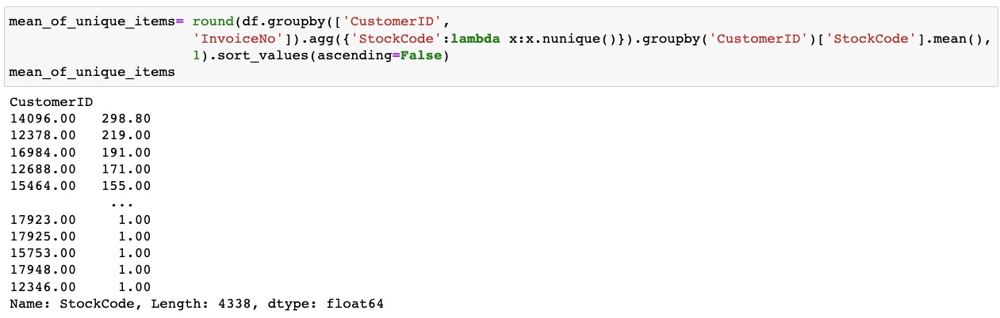 mean_of_unique_items= round(df.groupby(['CustomerID',
'InvoiceNo']).agg({'StockCode':lambda x:x.nunique()}).groupby('CustomerID')['StockCode'].mean(),
1).sort_values(ascending=False)
mean_of_unique_items
CustomerID
14096.00 298.80
12378.00 219.00
16984.00 191.00
12688.00 171.00
15464.00 155.00
...
17923.00 1.00
17925.00 1.00
15753.00 1.00
17948.00 1.00
12346.00 1.00
Name: StockCode, Length: 4338, dtype: float64